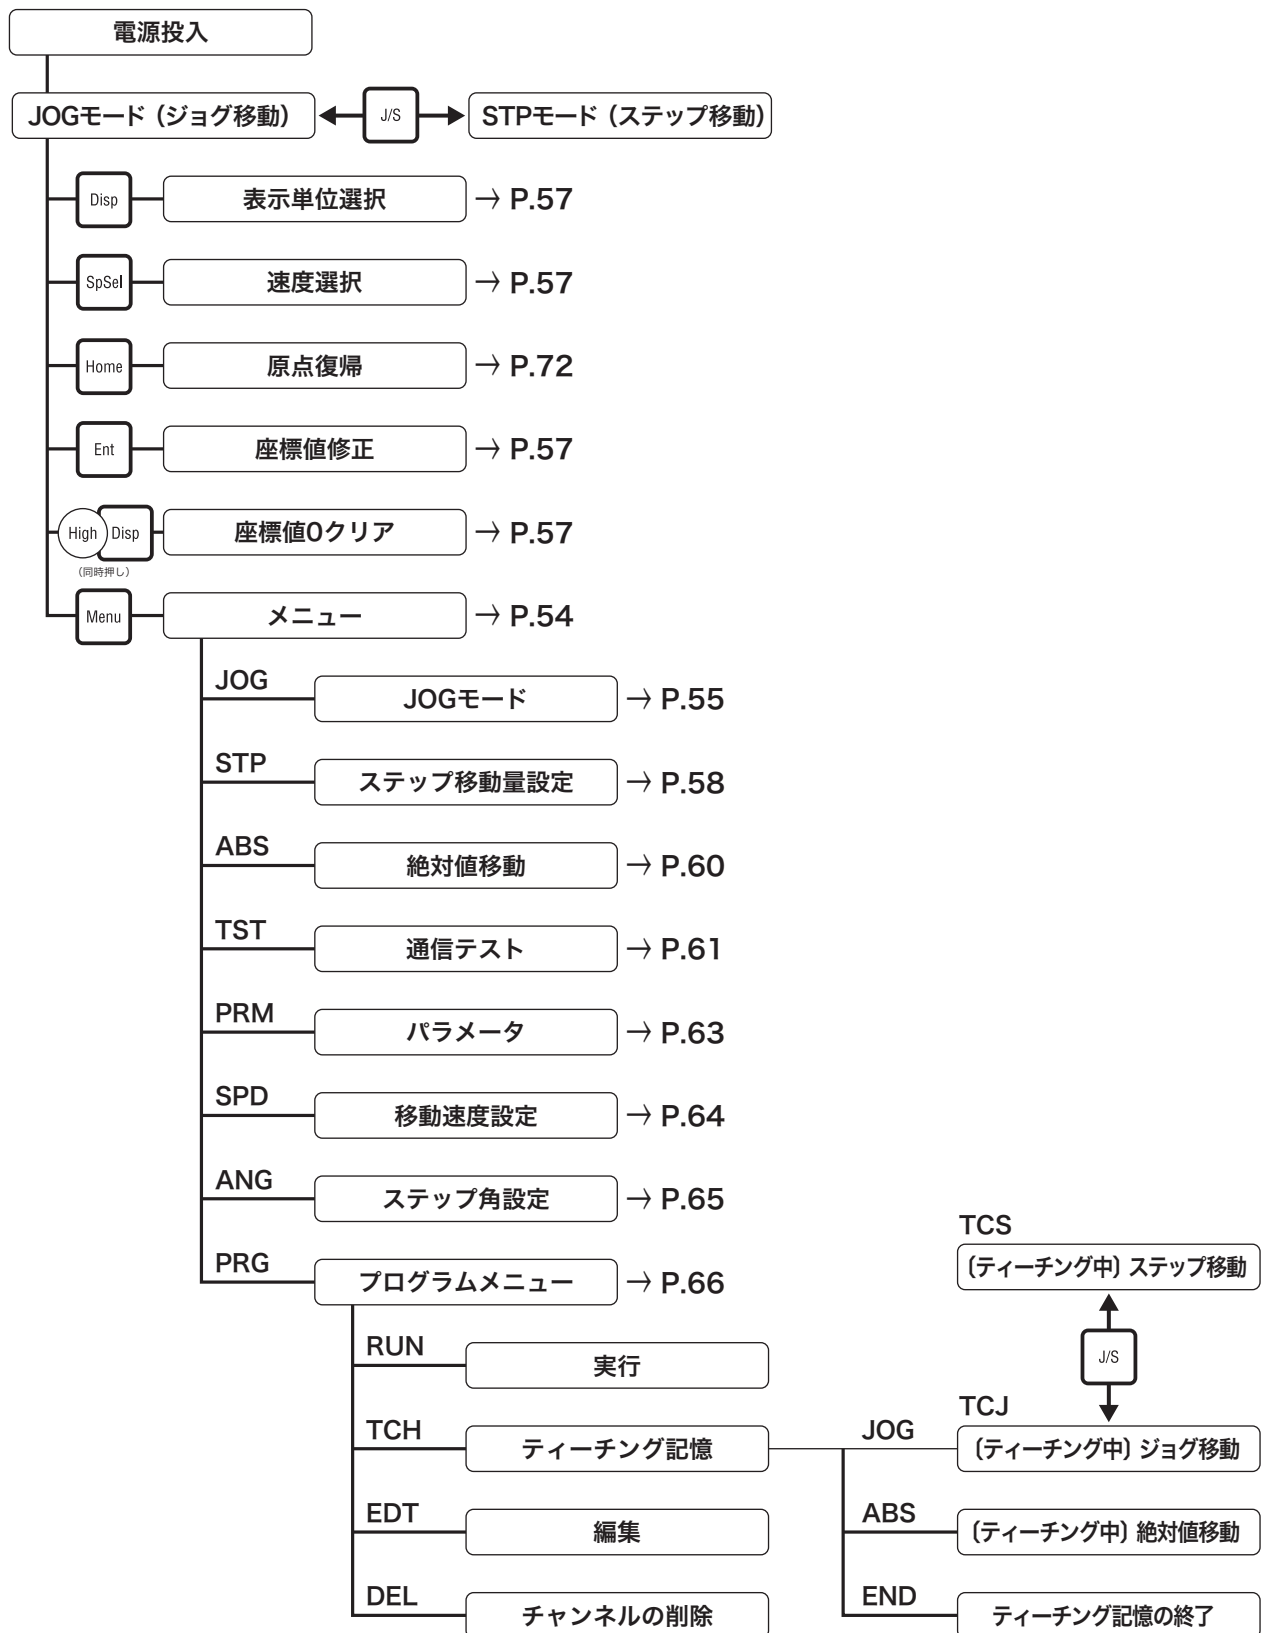 電源投入
JOGモード（ジョグ移動） J/S STPモード（ステップ移動）
Disp 表示単位選択 → P.57
SpSel 速度選択 → P.57
Home 原点復帰 → P.72
Ent 座標値修正 → P.57
High Disp 座標値0クリア → P.57
（同時押し）
Menu メニュー → P.54
JOG
JOGモード → P.55
STP
ステップ移動量設定 → P.58
ABS
絶対値移動 → P.60
TST
通信テスト → P.61
PRM
パラメータ → P.63
SPD
移動速度設定 → P.64
ANG
ステップ角設定 → P.65
PRG
プログラムメニュー → P.66
TCS
〔ティーチング中〕ステップ移動
J/S
RUN
実行
TCH
ティーチング記憶
JOG
TCJ
〔ティーチング中〕ジョグ移動
EDT
編集
ABS
〔ティーチング中〕絶対値移動
DEL
チャンネルの削除
END
ティーチング記憶の終了